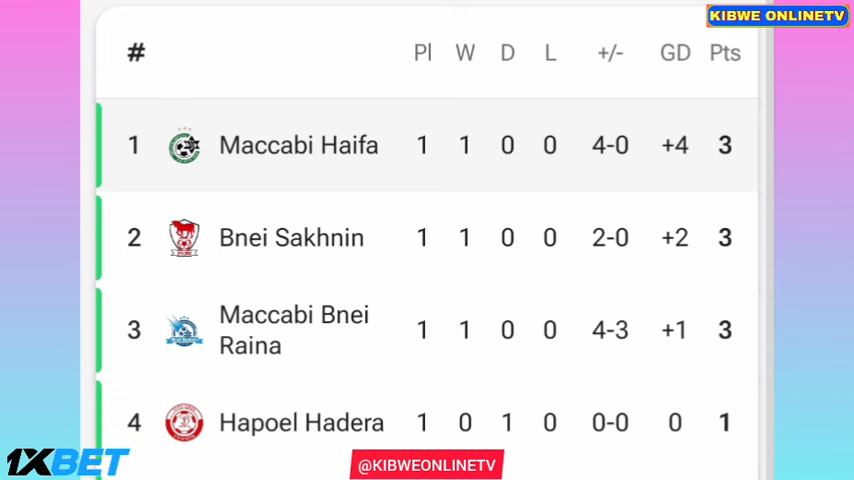 KIBWE ONLINETV
# Pl W D L +/- GD Pts
1 Maccabi Haifa 1 1 0 0 4-0 +4 3
2 Bnei Sakhnin 1 1 0 0 2-0 +2 3
3 Maccabi Bnei Raina 1 1 0 0 4-3 +1 3
4 Hapoel Hadera 1 0 1 0 0-0 0 1
1XBET
@KIBWEONLINETV